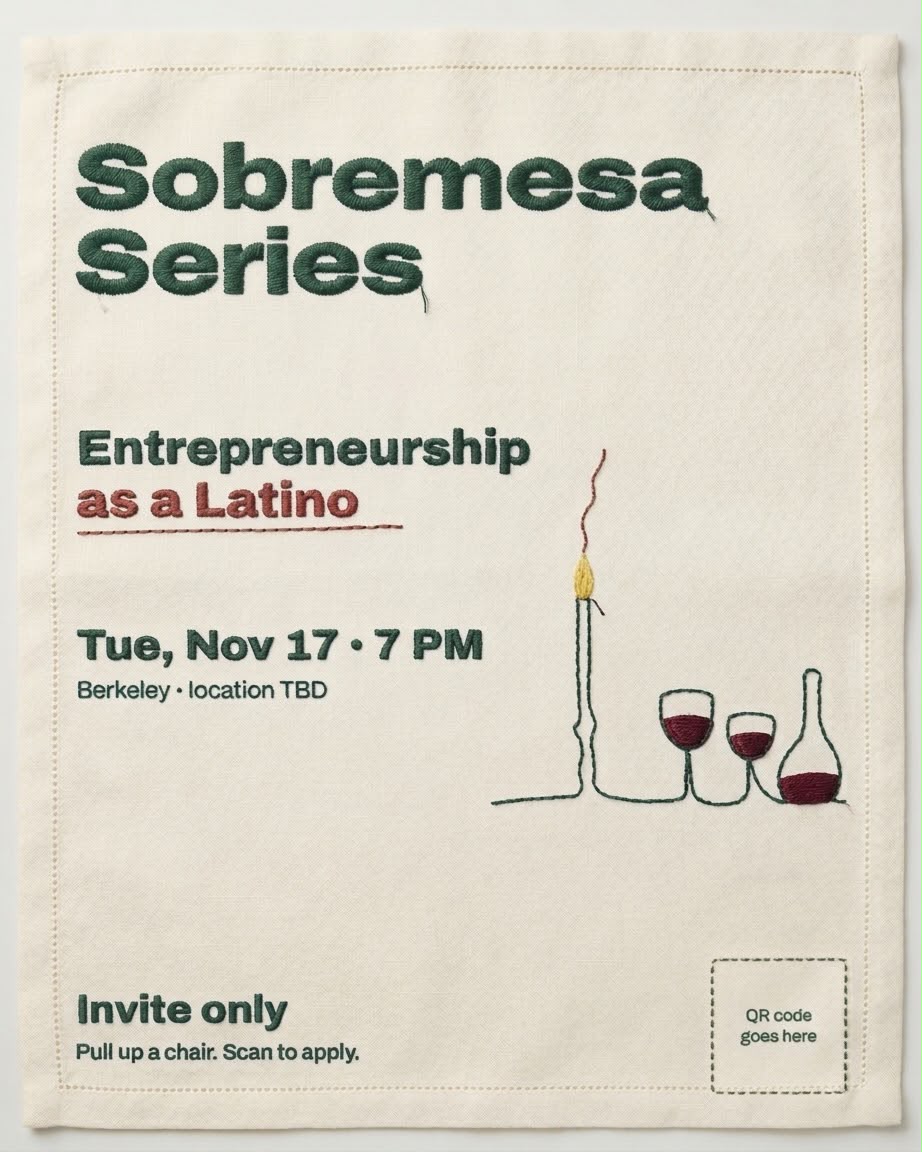 Sobremesa
Series
Entrepreneurship
as a Latino
Tue, Nov 17 • 7 PM
Berkeley • location TBD
Invite only
Pull up a chair. Scan to apply.
QR code
goes here